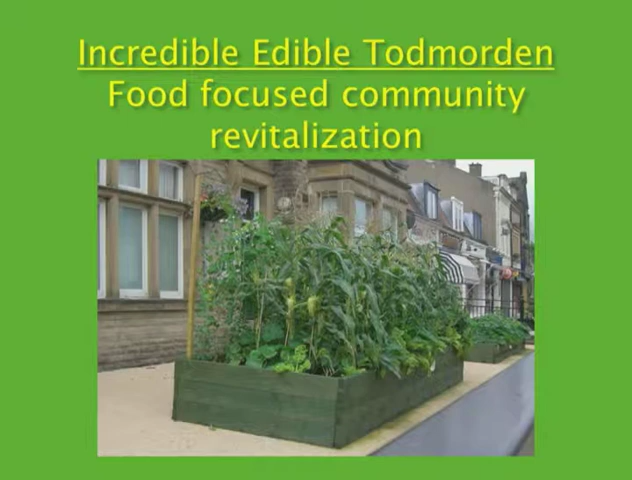 Incredible Edible Todmorden
Food focused community
revitalization